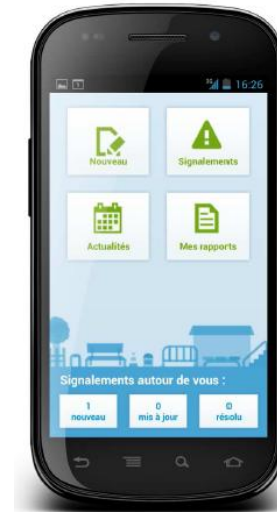 16:26
Nouveau
Signalements
Actualités
Mes rapports
Signalements autour de vous :
1
nouveau
0
mis à jour
0
résolu